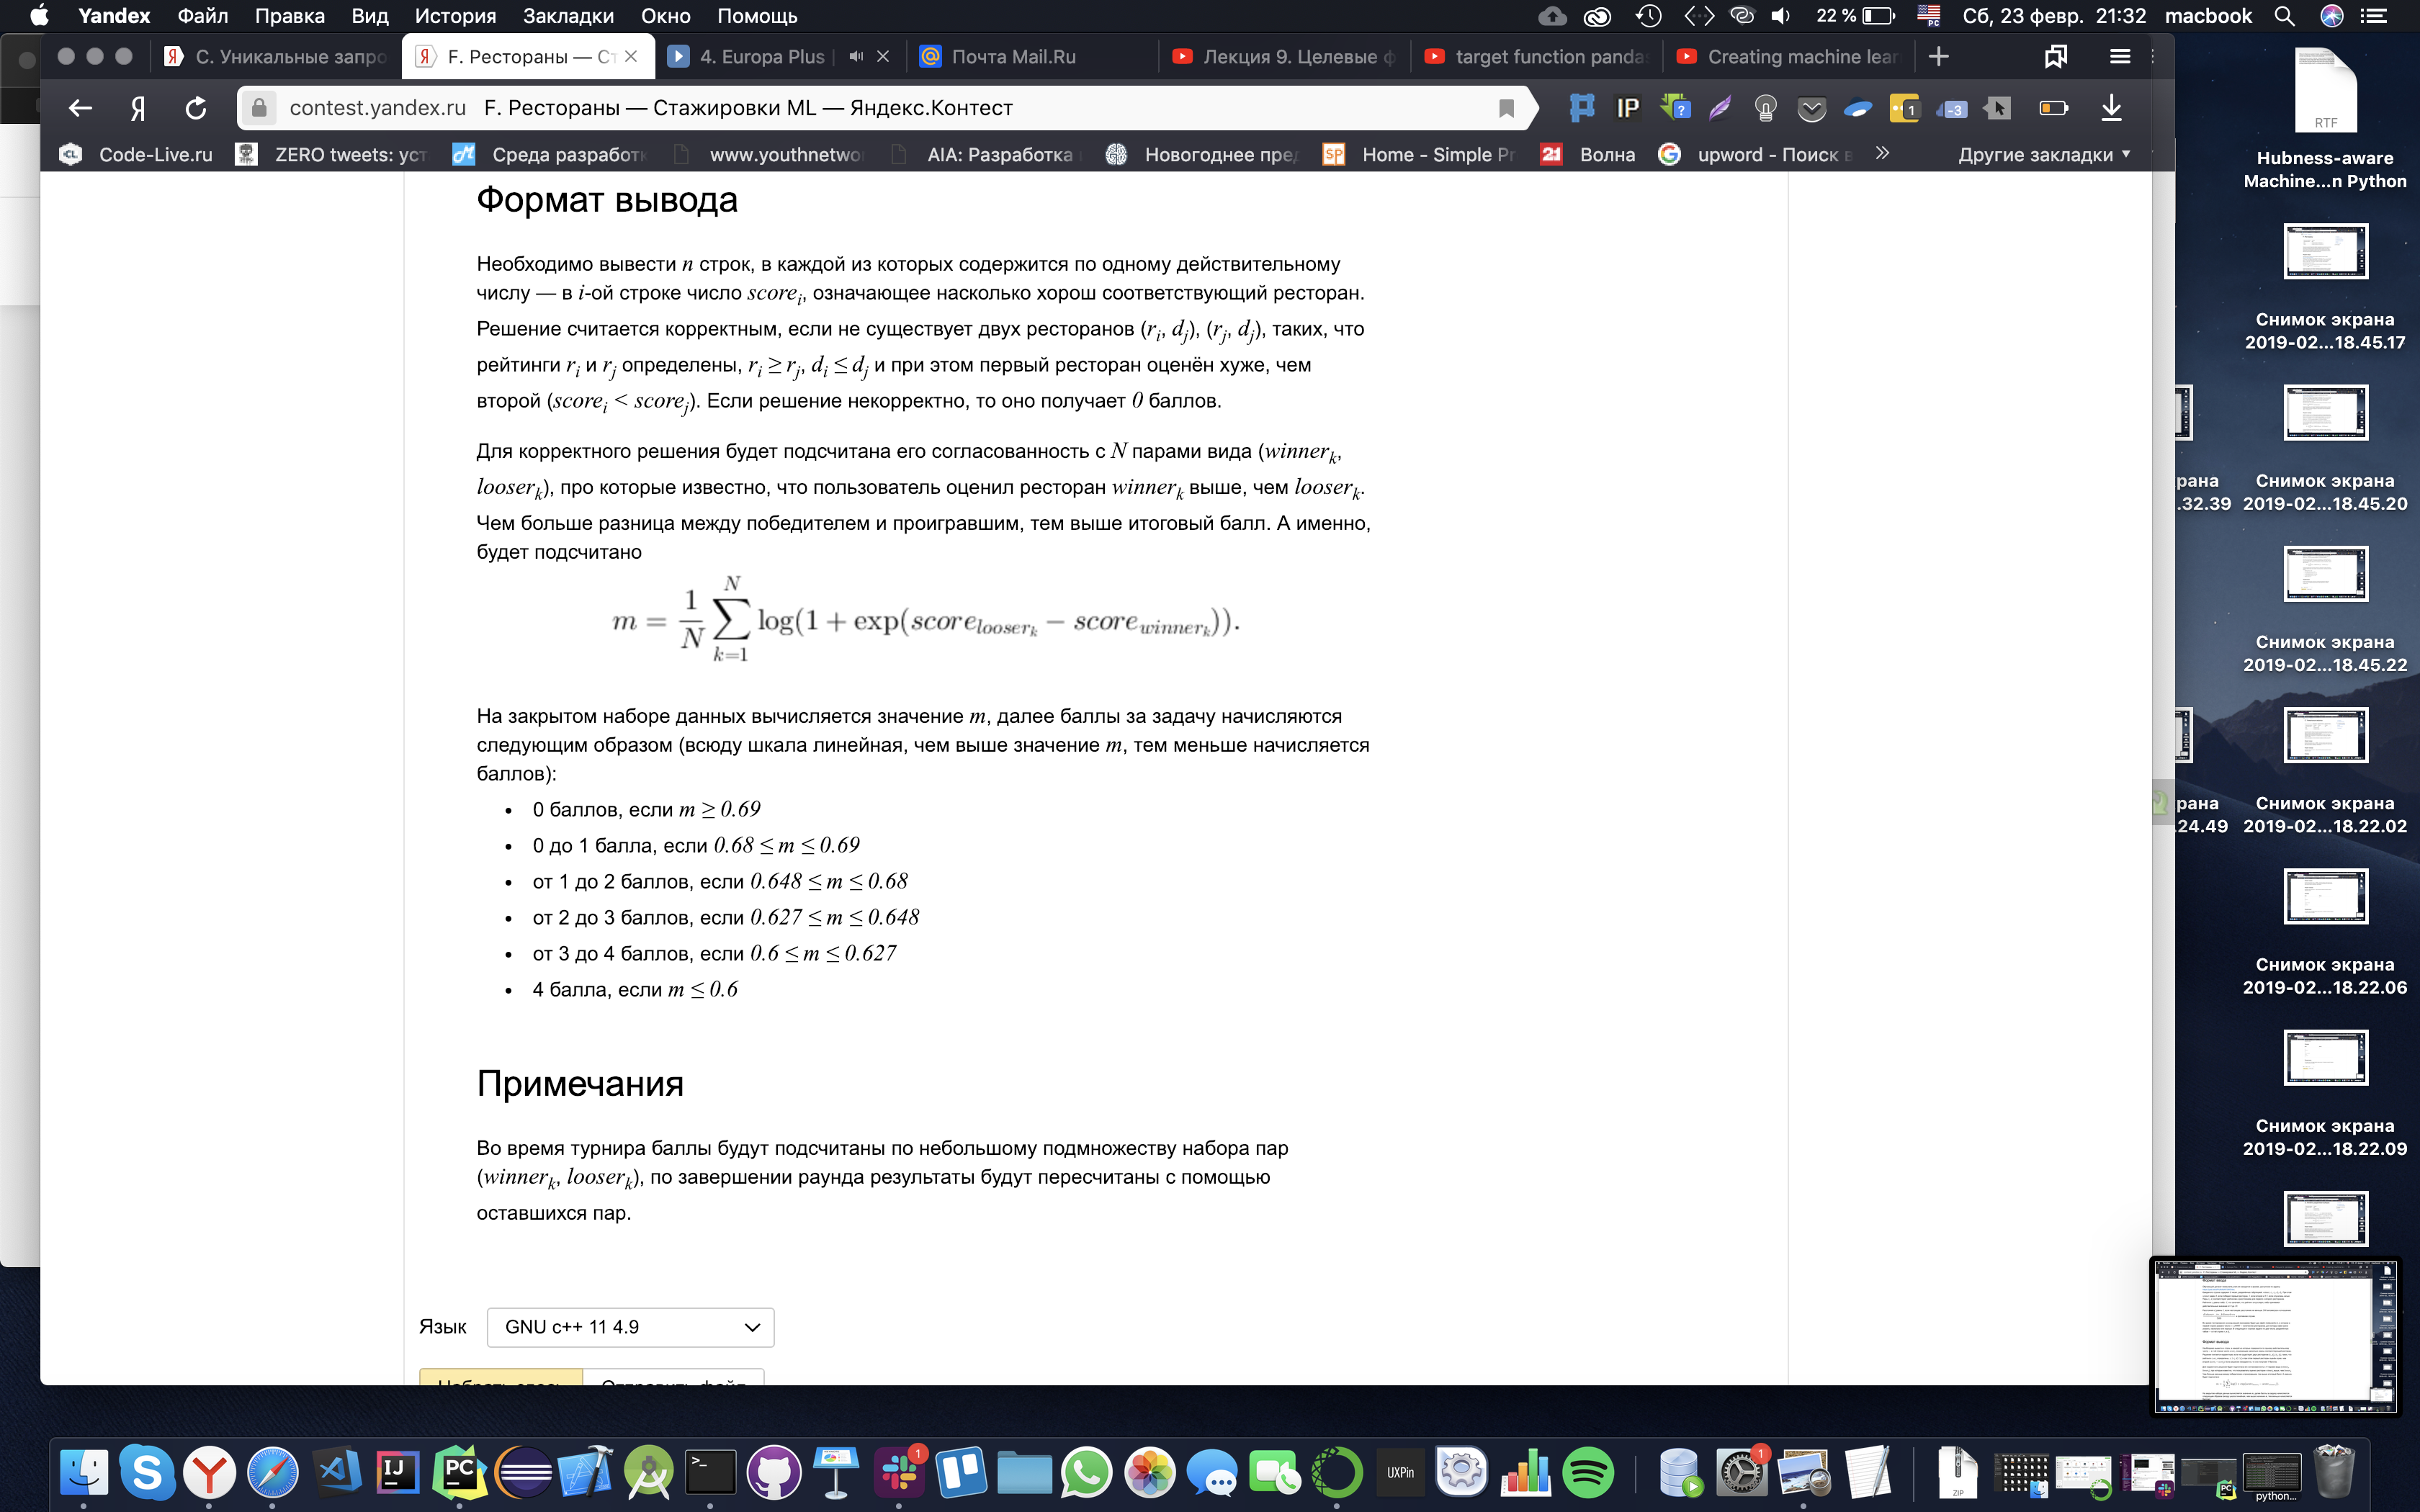 Yandex Файл Правка Вид История Закладки Окно Помощь 22 % PC Сб, 23 февр. 21:32 macbook
С. Уникальные запро F. Рестораны — Ст 4. Europa Plus Почта Mail.Ru Лекция 9. Целевые ф target function panda Creating machine lear
contest.yandex.ru F. Рестораны — Стажировки ML — Яндекс.Контест
Code-Live.ru ZERO tweets: уст Среда разработк www.youthnetwo AIA: Разработка Новогоднее пре Home - Simple Pr 21 Волна upword - Поиск в Другие закладки
Формат вывода
Необходимо вывести n строк, в каждой из которых содержится по одному действительному
числу — в i-ой строке число score_i, означающее насколько хорош соответствующий ресторан.
Решение считается корректным, если не существует двух ресторанов (r_i, d_j), (r_j, d_j), таких, что
рейтинги r_i и r_j определены, r_i ≥ r_j, d_i ≤ d_j и при этом первый ресторан оценён хуже, чем
второй (score_i < score_j). Если решение некорректно, то оно получает 0 баллов.
Для корректного решения будет подсчитана его согласованность с N парами вида (winner_k,
looser_k), про которые известно, что пользователь оценил ресторан winner_k выше, чем looser_k.
Чем больше разница между победителем и проигравшим, тем выше итоговый балл. А именно,
будет подсчитано
m = 1/N ∑_{k=1}^{N} log(1 + exp(score_{looser_k} − score_{winner_k})).
На закрытом наборе данных вычисляется значение m, далее баллы за задачу начисляются
следующим образом (всюду шкала линейная, чем выше значение m, тем меньше начисляется
баллов):
• 0 баллов, если m ≥ 0.69
• 0 до 1 балла, если 0.68 ≤ m ≤ 0.69
• от 1 до 2 баллов, если 0.648 ≤ m ≤ 0.68
• от 2 до 3 баллов, если 0.627 ≤ m ≤ 0.648
• от 3 до 4 баллов, если 0.6 ≤ m ≤ 0.627
• 4 балла, если m ≤ 0.6
Примечания
Во время турнира баллы будут подсчитаны по небольшому подмножеству набора пар
(winner_k, looser_k), по завершении раунда результаты будут пересчитаны с помощью
оставшихся пар.
Язык GNU c++ 11 4.9
Набрать здесь Отправить файл
RTF
Hubness-aware
Machine...n Python
Снимок экрана
2019-02...18.45.17
рана
.32.39
Снимок экрана
2019-02...18.45.20
Снимок экрана
2019-02...18.45.22
рана
.24.49
Снимок экрана
2019-02...18.22.02
Снимок экрана
2019-02...18.22.06
Снимок экрана
2019-02...18.22.09
IJ PC 1 UXPin 1 ZIP python...